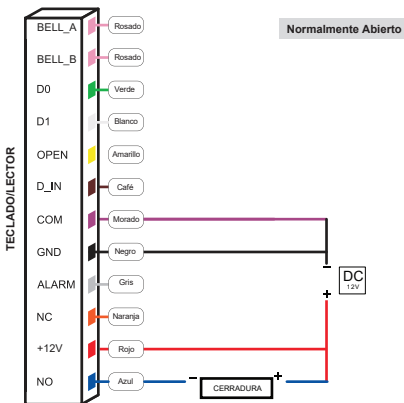 Normalmente Abierto
TECLADO/LECTOR
BELL_A Rosado
BELL_B Rosado
D0 Verde
D1 Blanco
OPEN Amarillo
D_IN Café
COM Morado
GND Negro
ALARM Gris
NC Naranja
+12V Rojo
NO Azul
- CERRADURA +
-
DC
12V
+